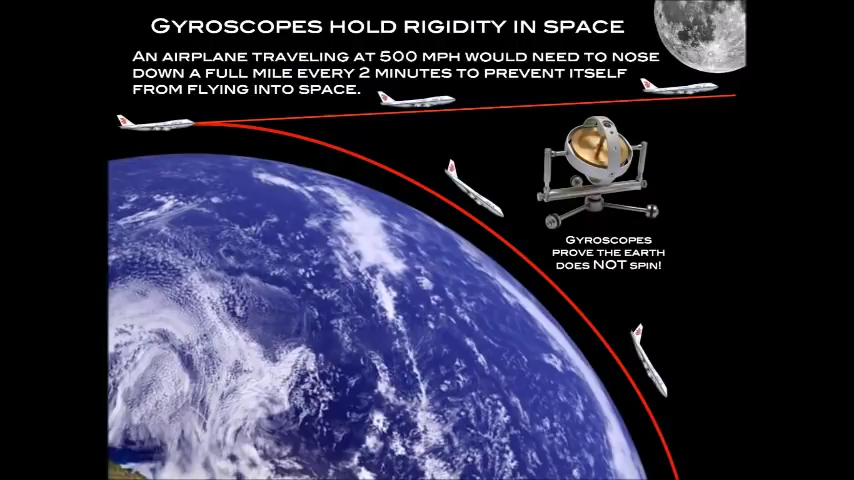 Gyroscopes hold rigidity in space
An airplane traveling at 500 mph would need to nose
down a full mile every 2 minutes to prevent itself
from flying into space.
Gyroscopes
prove the earth
does NOT spin!